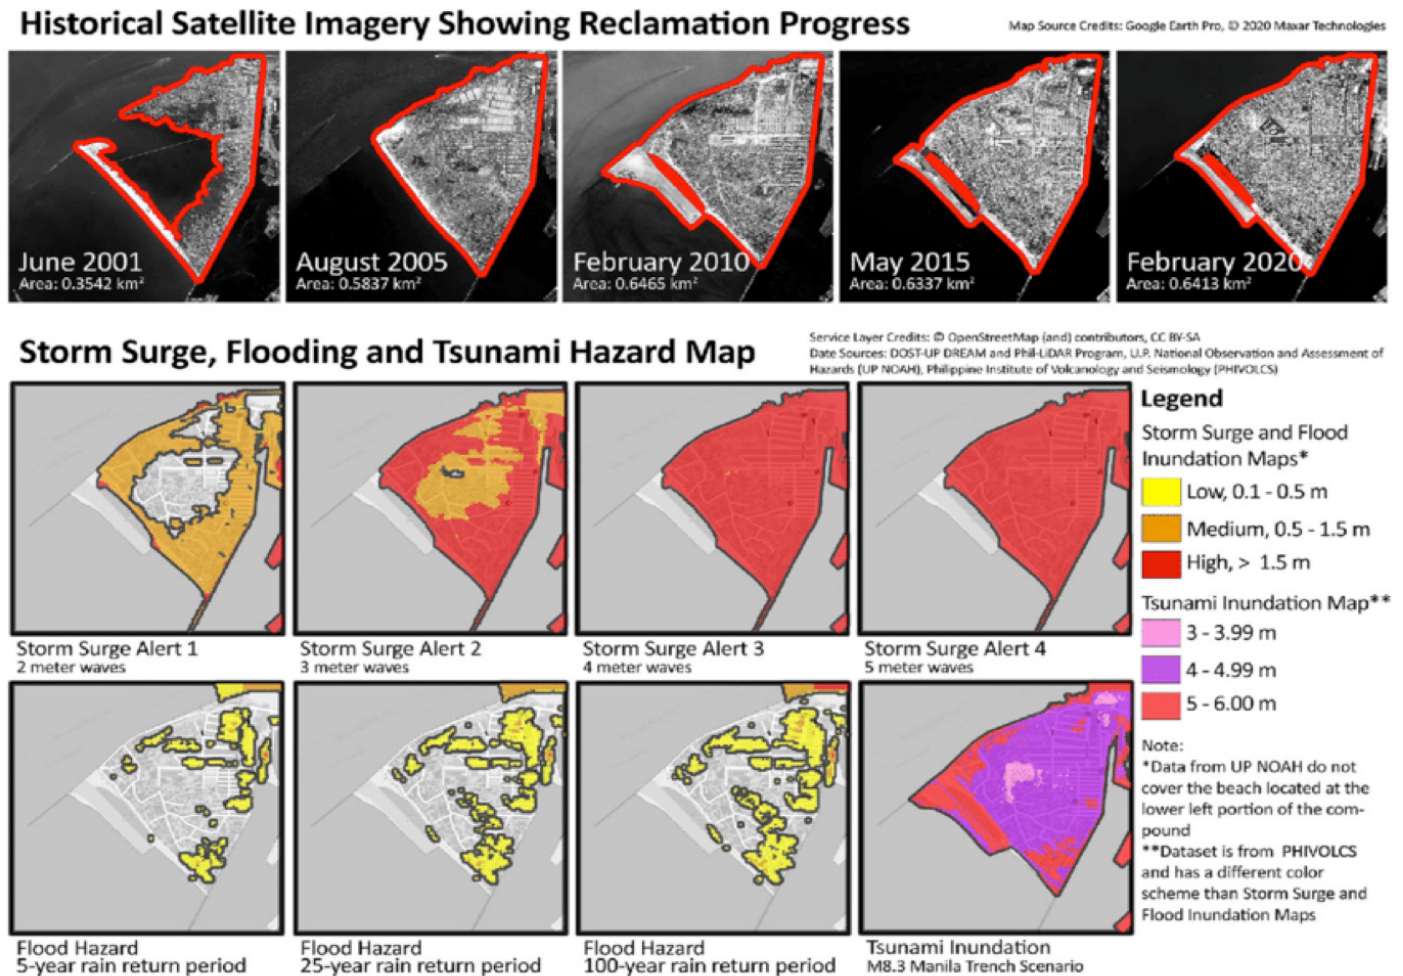 Historical Satellite Imagery Showing Reclamation Progress
Map Source Credits: Google Earth Pro, © 2020 Maxar Technologies
June 2001
Area: 0.3542 km²
August 2005
Area: 0.5837 km²
February 2010
Area: 0.6465 km²
May 2015
Area: 0.6337 km²
February 2020
Area: 0.6413 km²
Storm Surge, Flooding and Tsunami Hazard Map
Service Layer Credits: © OpenStreetMap (and) contributors, CC BY-SA
Date Sources: DOST-UP DREAM and Phil-LiDAR Program, U.P. National Observation and Assessment of
Hazards (UP NOAH), Philippine Institute of Volcanology and Seismology (PHIVOLCS)
Storm Surge Alert 1
2 meter waves
Storm Surge Alert 2
3 meter waves
Storm Surge Alert 3
4 meter waves
Storm Surge Alert 4
5 meter waves
Flood Hazard
5-year rain return period
Flood Hazard
25-year rain return period
Flood Hazard
100-year rain return period
Tsunami Inundation
M8.3 Manila Trench Scenario
Legend
Storm Surge and Flood
Inundation Maps*
Low, 0.1 - 0.5 m
Medium, 0.5 - 1.5 m
High, > 1.5 m
Tsunami Inundation Map**
3 - 3.99 m
4 - 4.99 m
5 - 6.00 m
Note:
*Data from UP NOAH do not
cover the beach located at the
lower left portion of the com-
pound
**Dataset is from PHIVOLCS
and has a different color
scheme than Storm Surge and
Flood Inundation Maps